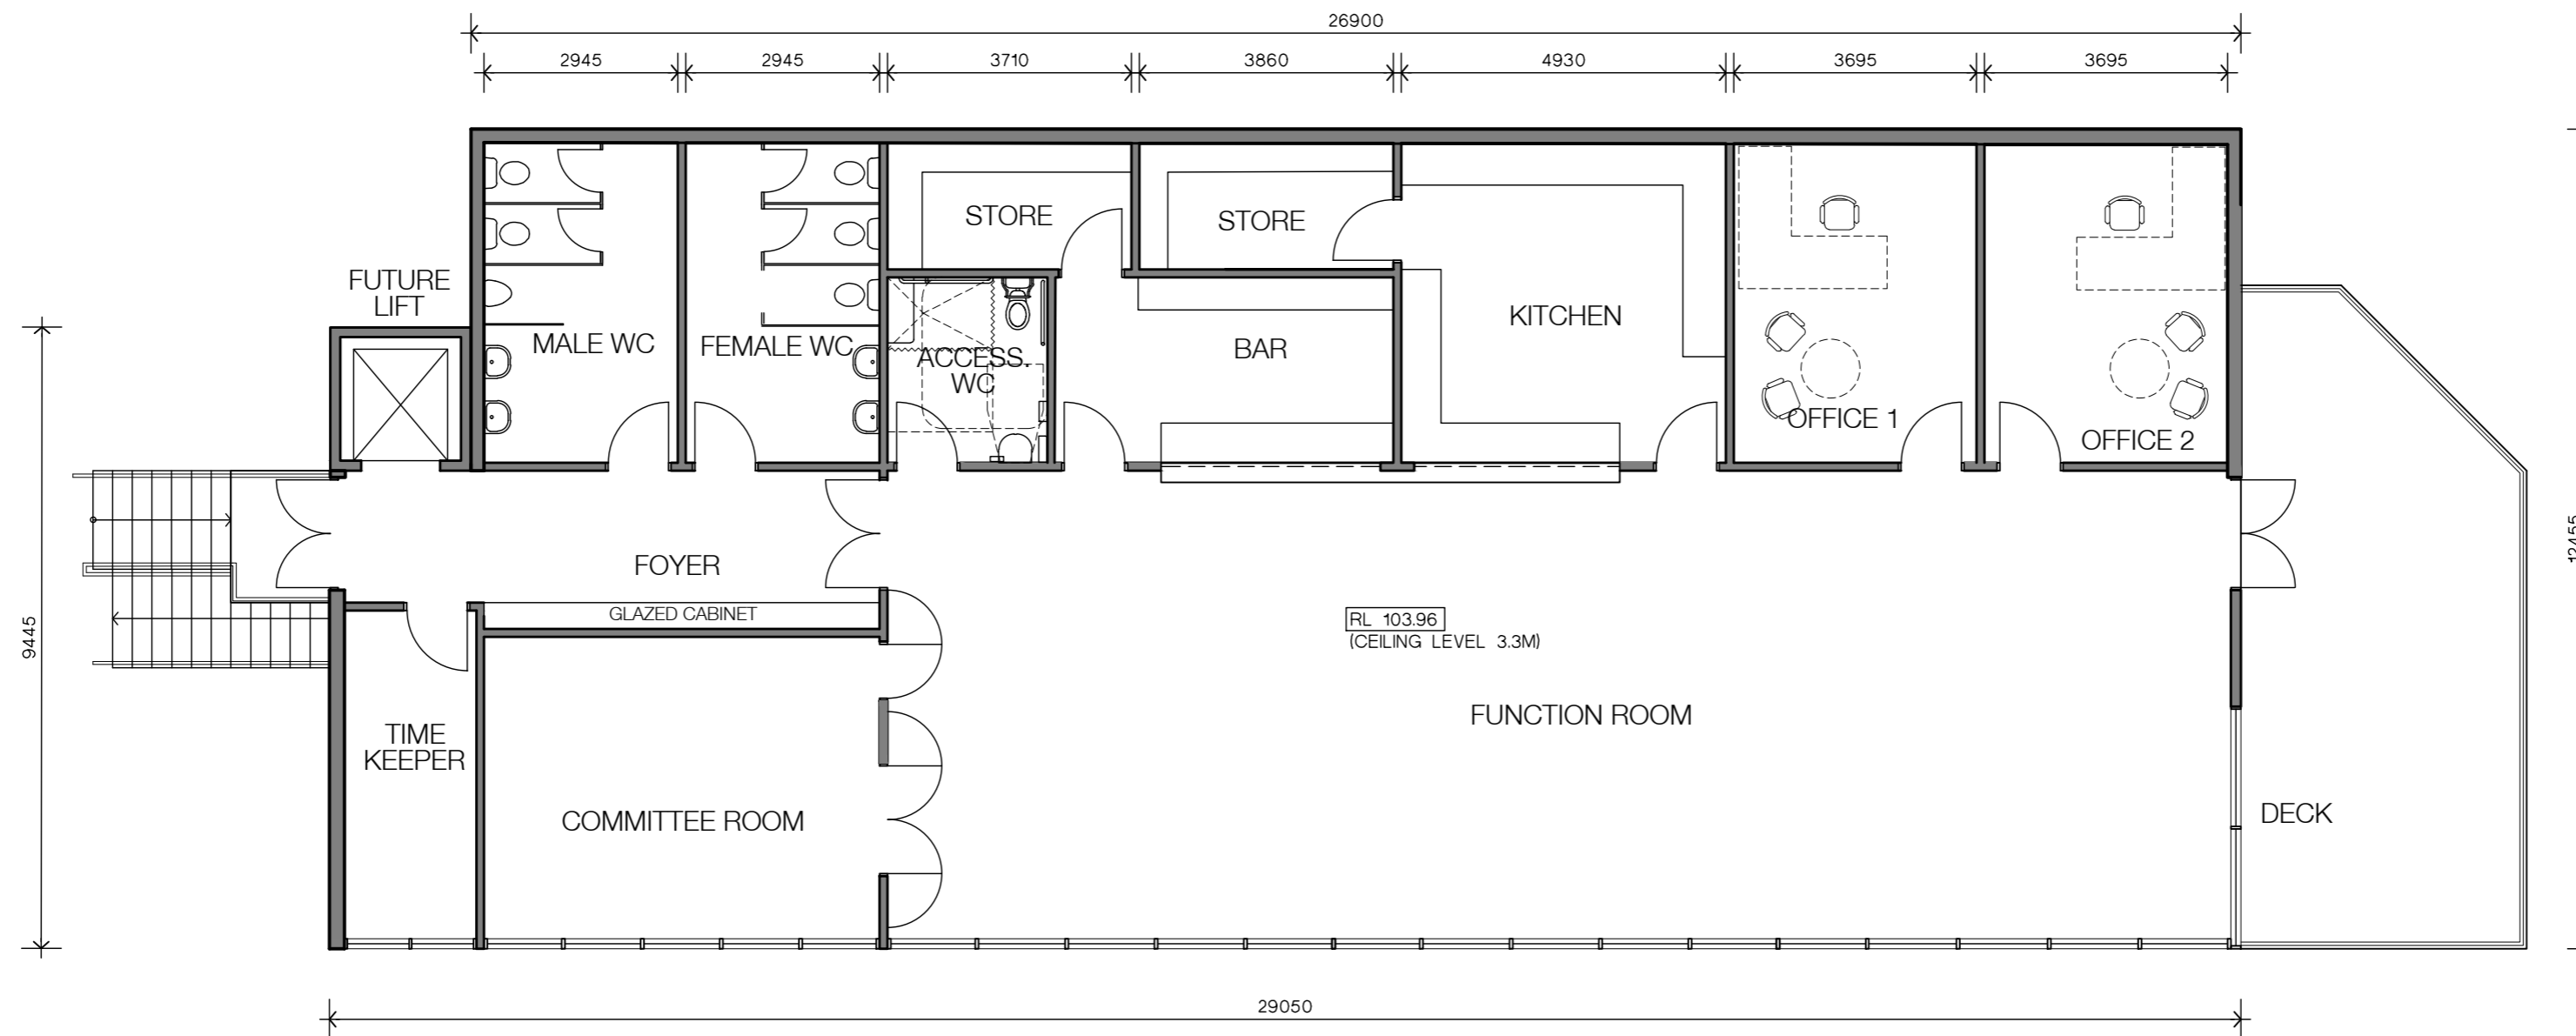 26900
2945
2945
3710
3860
4930
3695
3695
STORE
STORE
FUTURE
LIFT
KITCHEN
MALE WC
FEMALE WC
ACCESS.
WC
BAR
OFFICE 1
OFFICE 2
12455
9445
FOYER
GLAZED CABINET
RL 103.96
(CEILING LEVEL 3.3M)
FUNCTION ROOM
TIME
KEEPER
COMMITTEE ROOM
DECK
29050